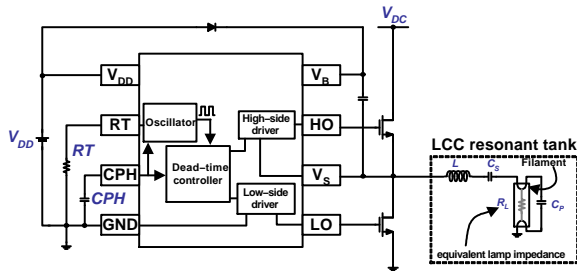 V_DC
V_DD
V_B
RT
Oscillator
High-side
driver
HO
V_DD
RT
CPH
Dead-time
controller
V_S
CPH
Low-side
driver
GND
LO
LCC resonant tank
L
C_S
Filament
R_L
C_P
equivalent lamp impedance